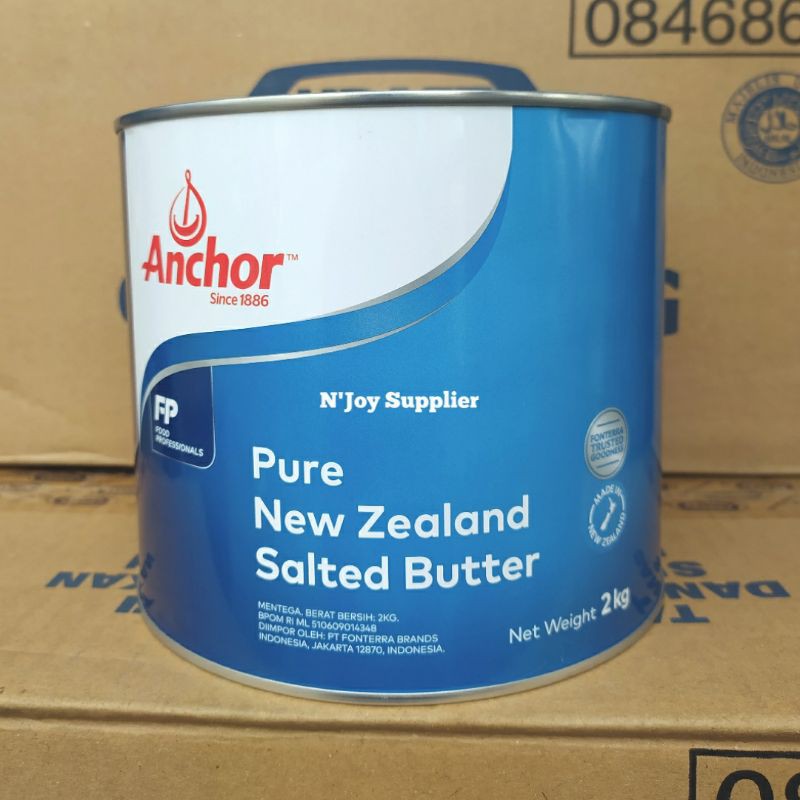 084686
Anchor™
Since 1886
N'Joy Supplier
FP
FOOD
PROFESSIONALS
FONTERRA
TRUSTED
GOODNESS
Pure
New Zealand
Salted Butter
MADE IN
NEW ZEALAND
MENTEGA. BERAT BERSIH: 2KG.
BPOM RI ML 510609014348
DIIMPOR OLEH: PT FONTERRA BRANDS
INDONESIA, JAKARTA 12870, INDONESIA.
Net Weight 2kg